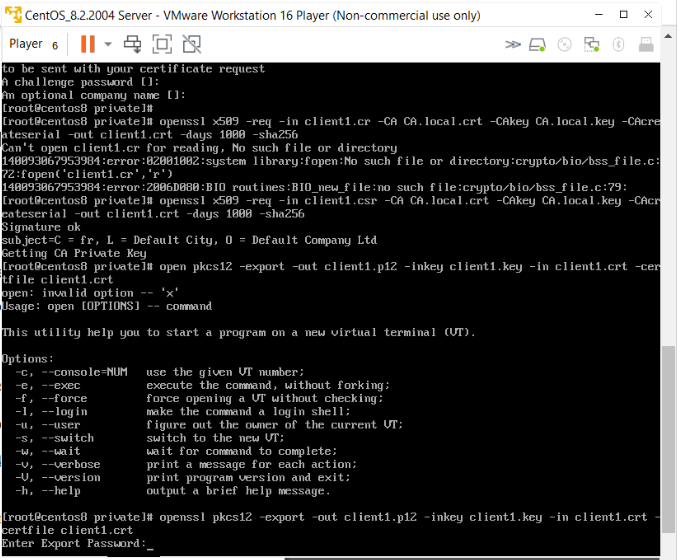 CentOS_8.2.2004 Server - VMware Workstation 16 Player (Non-commercial use only)
Player 6
to be sent with your certificate request
A challenge password []:
An optional company name []:
[root@centos8 private]#
[root@centos8 private]# openssl x509 -req -in client1.cr -CA CA.local.crt -CAkey CA.local.key -CAcre
ateserial -out client1.crt -days 1000 -sha256
Can't open client1.cr for reading, No such file or directory
140093067953984:error:02001002:system library:fopen:No such file or directory:crypto/bio/bss_file.c:
72:fopen('client1.cr','r')
140093067953984:error:2006D080:BIO routines:BIO_new_file:no such file:crypto/bio/bss_file.c:79:
[root@centos8 private]# openssl x509 -req -in client1.csr -CA CA.local.crt -CAkey CA.local.key -CAcr
eateserial -out client1.crt -days 1000 -sha256
Signature ok
subject=C = fr, L = Default City, O = Default Company Ltd
Getting CA Private Key
[root@centos8 private]# open pkcs12 -export -out client1.p12 -inkey client1.key -in client1.crt -cer
tfile client1.crt
open: invalid option -- 'x'
Usage: open [OPTIONS] -- command
This utility help you to start a program on a new virtual terminal (VT).
Options:
-c, --console=NUM use the given VT number;
-e, --exec execute the command, without forking;
-f, --force force opening a VT without checking;
-l, --login make the command a login shell;
-u, --user figure out the owner of the current VT;
-s, --switch switch to the new VT;
-w, --wait wait for command to complete;
-v, --verbose print a message for each action;
-V, --version print program version and exit;
-h, --help output a brief help message.
[root@centos8 private]# openssl pkcs12 -export -out client1.p12 -inkey client1.key -in client1.crt -
certfile client1.crt
Enter Export Password:_